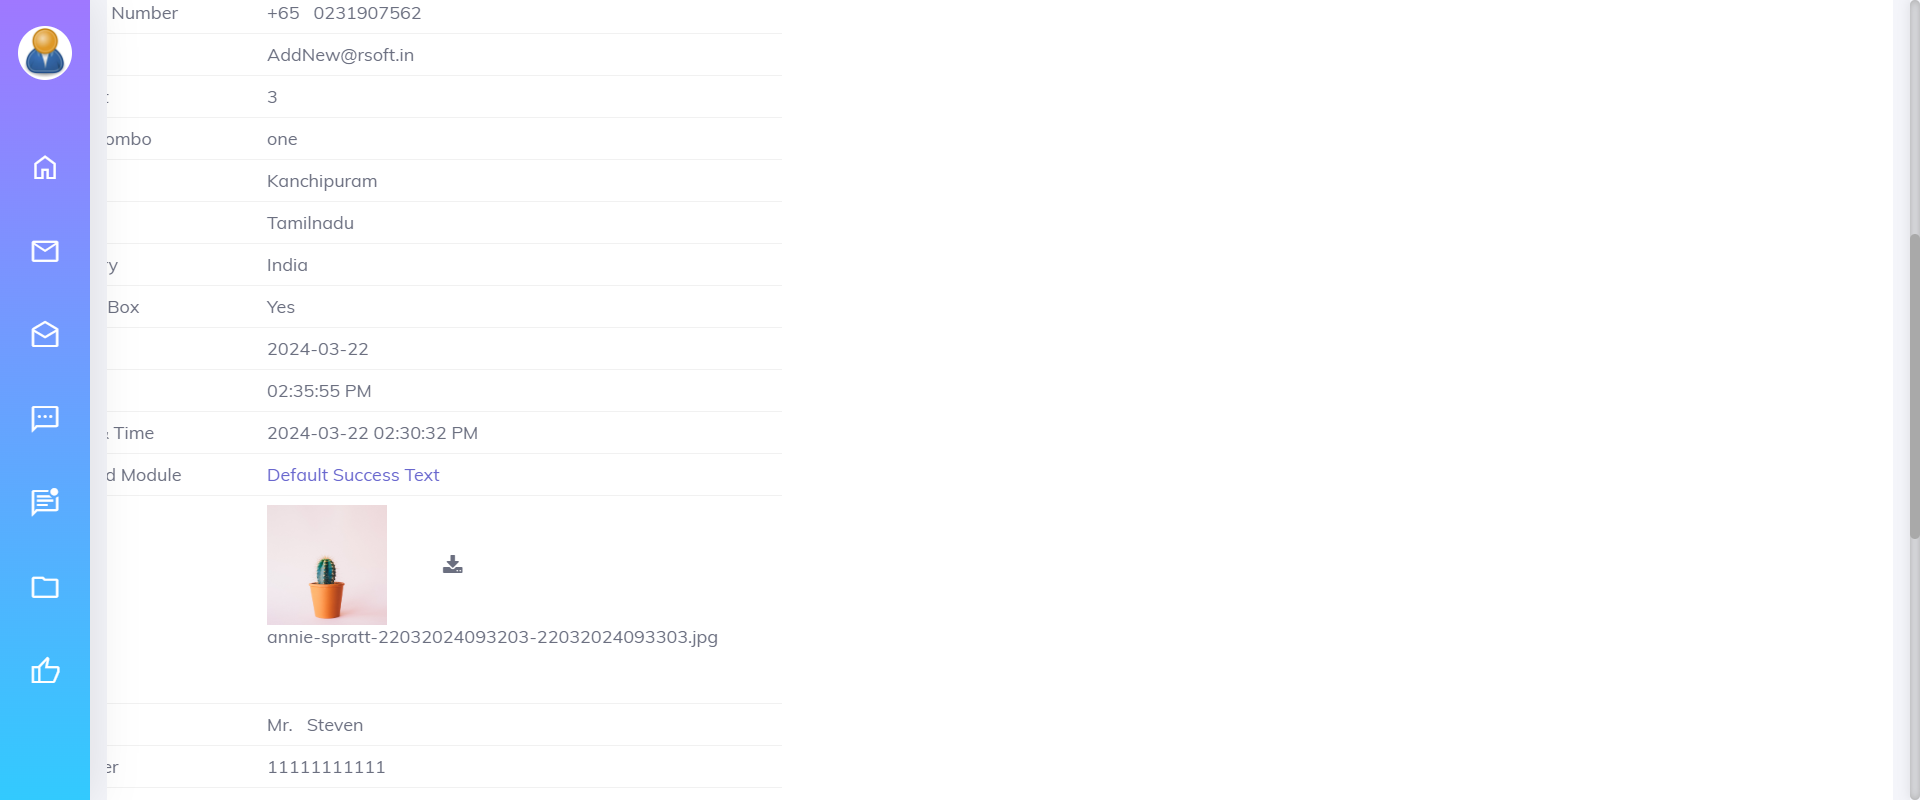 Number +65 0231907562
AddNew@rsoft.in
3
ombo one
Kanchipuram
Tamilnadu
ry India
Box Yes
2024-03-22
02:35:55 PM
Time 2024-03-22 02:30:32 PM
d Module Default Success Text
annie-spratt-22032024093203-22032024093303.jpg
Mr. Steven
er 11111111111